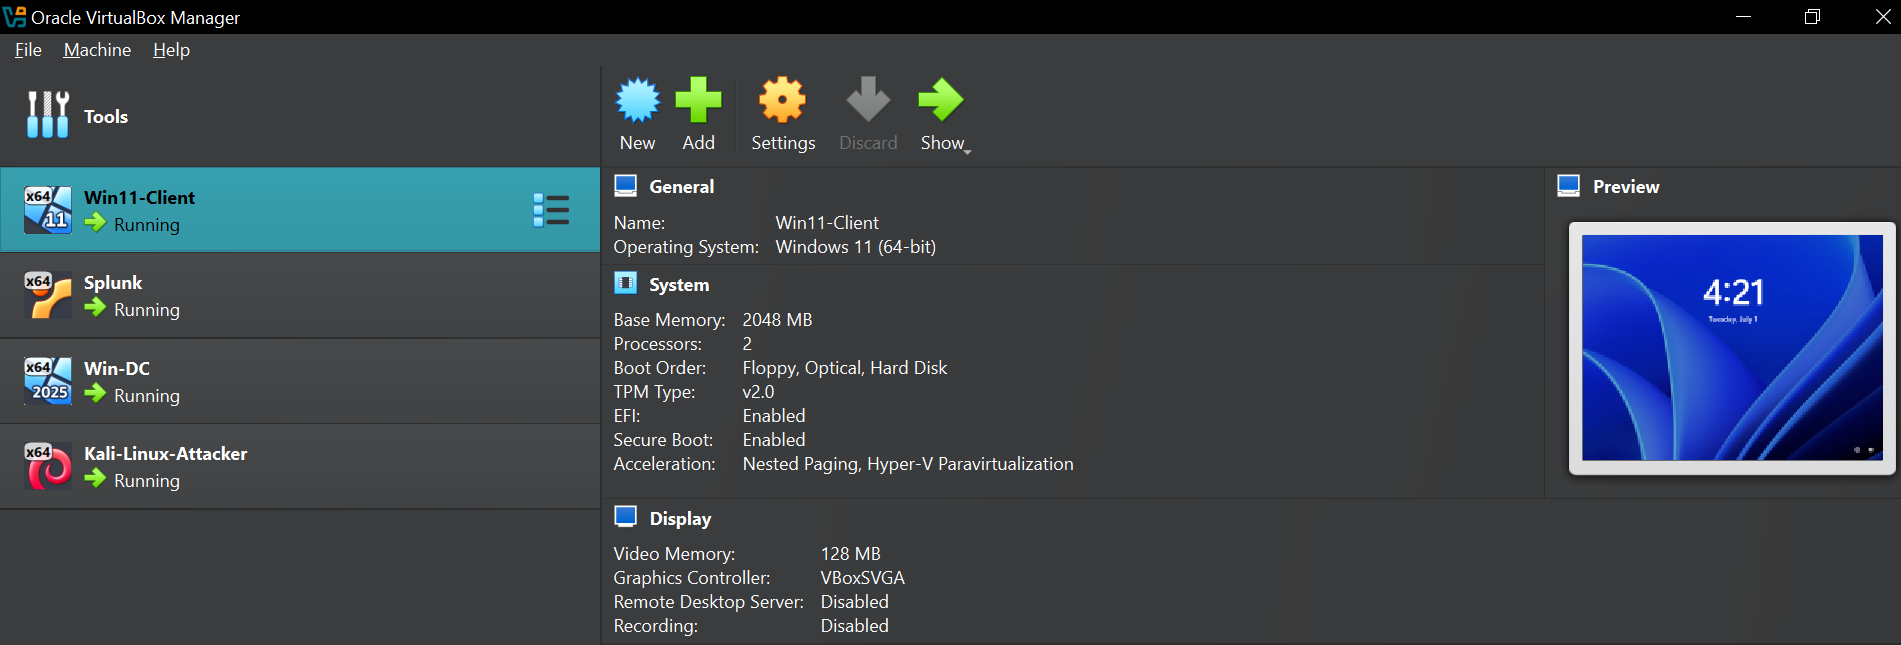 Oracle VirtualBox Manager
File Machine Help
Tools
New Add Settings Discard Show
x64 11 Win11-Client
Running
x64 Splunk
Running
x64 2025 Win-DC
Running
x64 Kali-Linux-Attacker
Running
General
Name: Win11-Client
Operating System: Windows 11 (64-bit)
System
Base Memory: 2048 MB
Processors: 2
Boot Order: Floppy, Optical, Hard Disk
TPM Type: v2.0
EFI: Enabled
Secure Boot: Enabled
Acceleration: Nested Paging, Hyper-V Paravirtualization
Display
Video Memory: 128 MB
Graphics Controller: VBoxSVGA
Remote Desktop Server: Disabled
Recording: Disabled
Preview
4:21
Tuesday, July 1